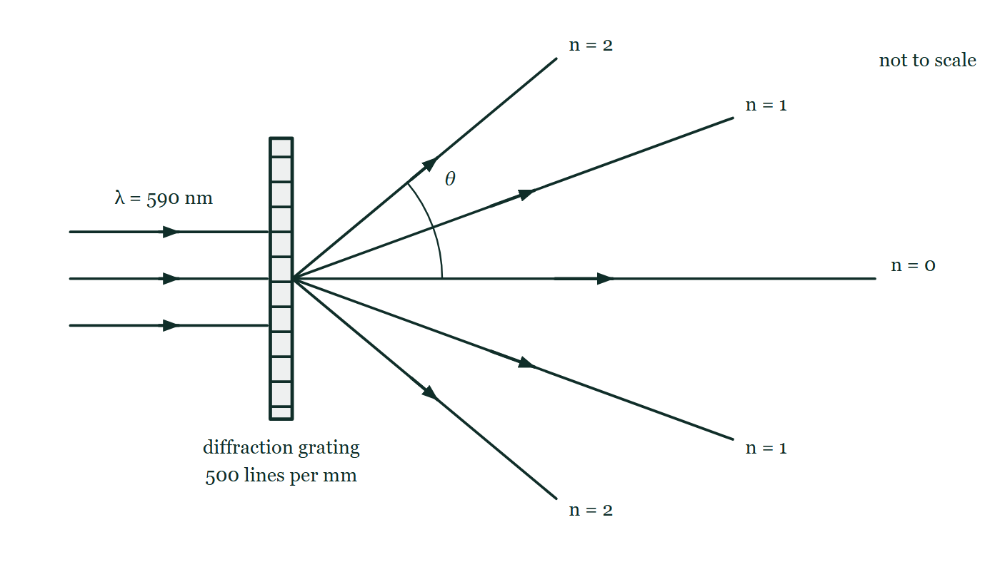 n = 2
not to scale
n = 1
θ
λ = 590 nm
n = 0
diffraction grating
500 lines per mm
n = 1
n = 2